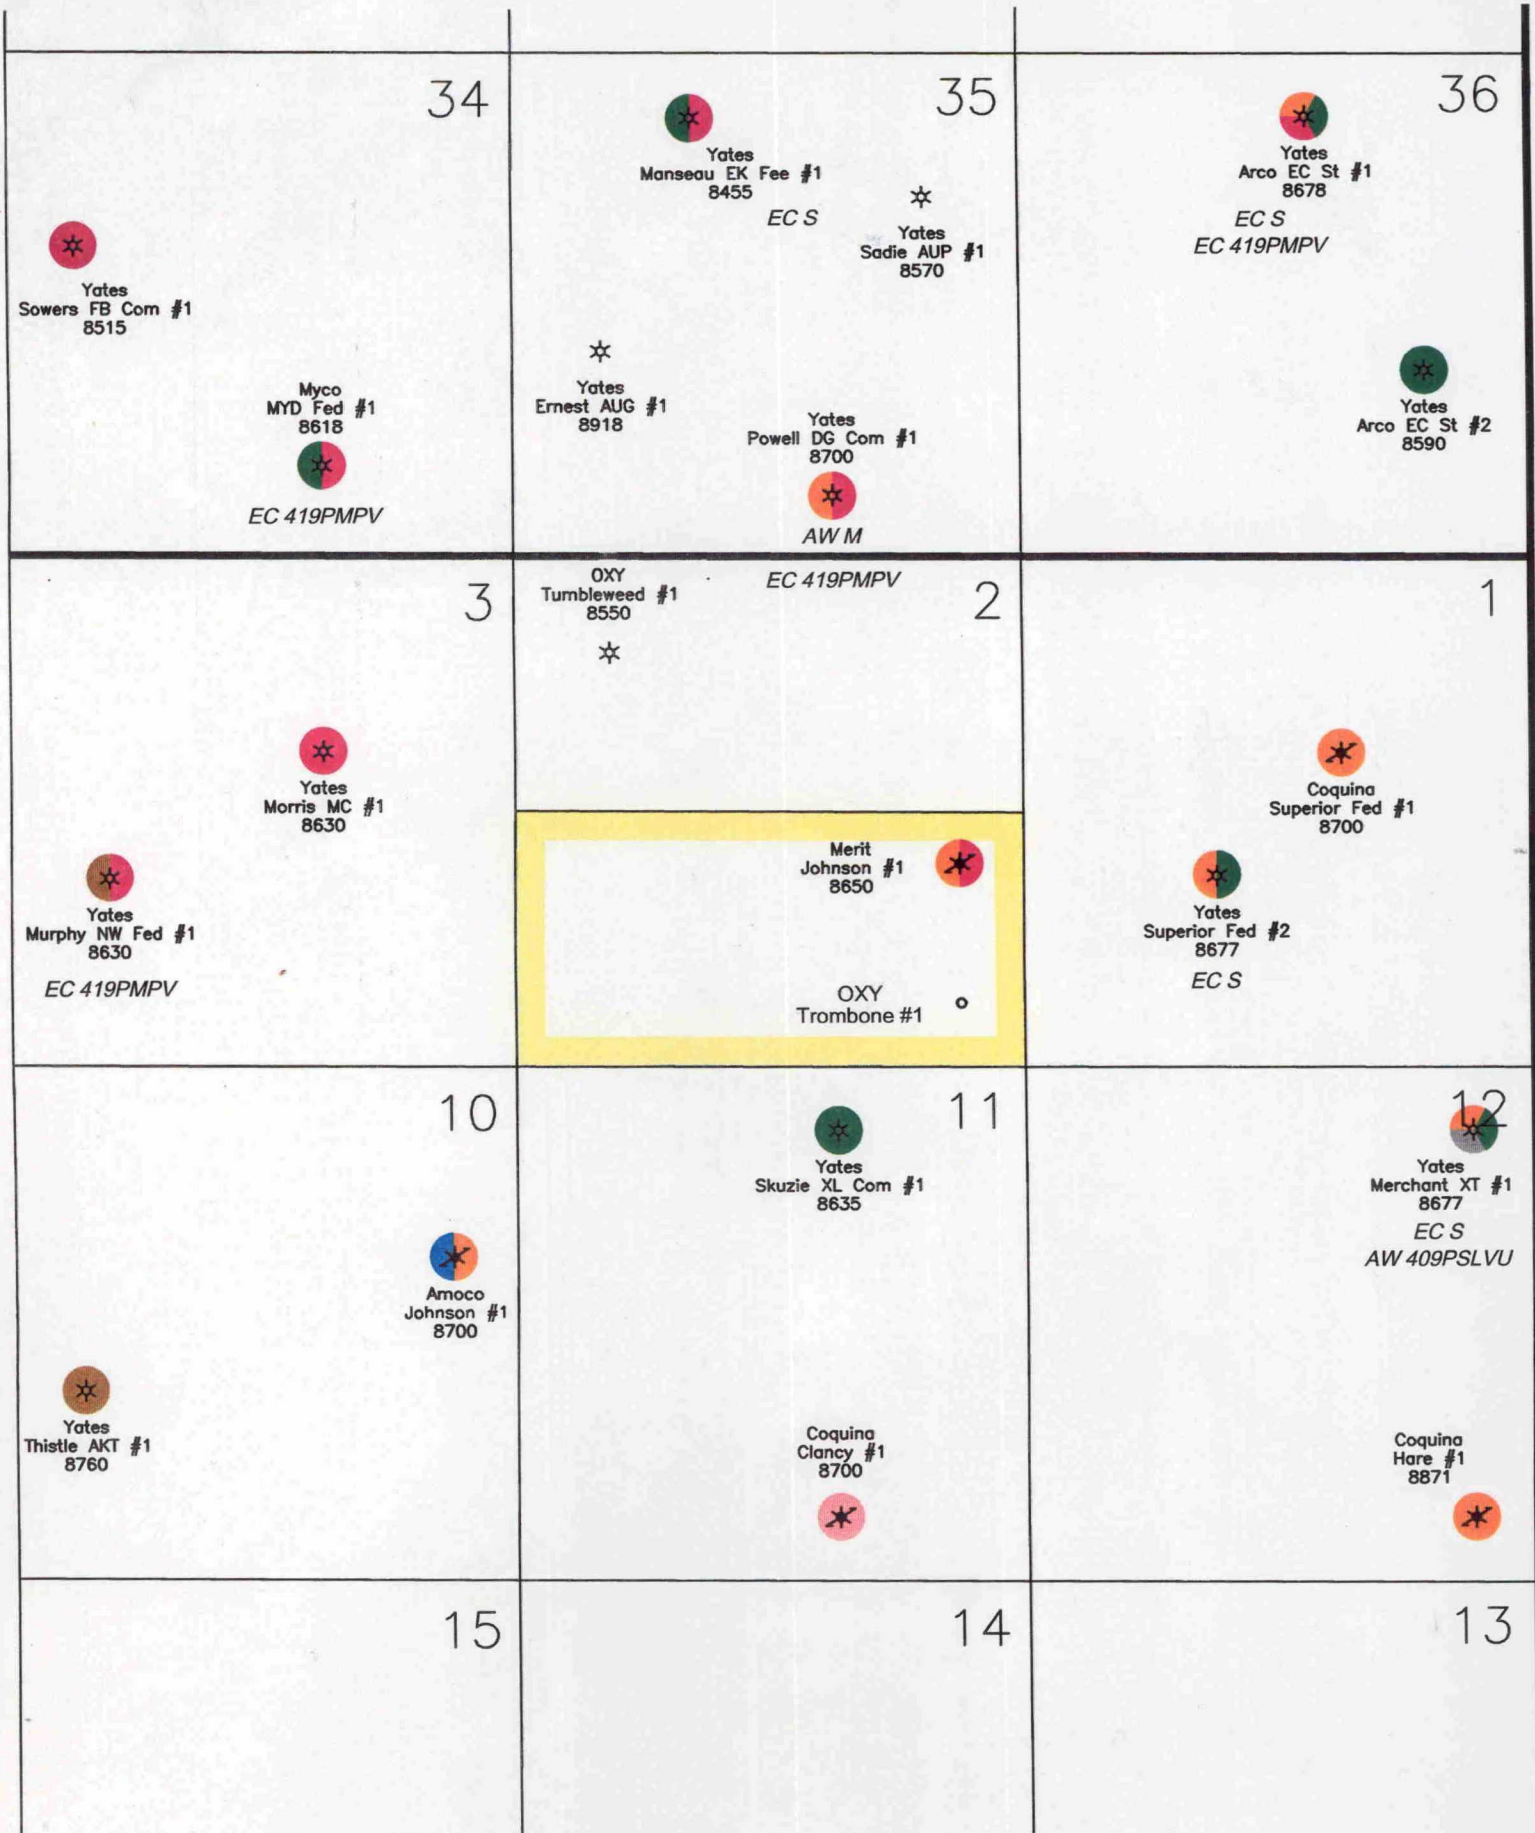 34
Yates
Sowers FB Com #1
8515
Myco
MYD Fed #1
8618
EC 419PMPV
35
Yates
Manseau EK Fee #1
8455
EC S
Yates
Sadie AUP #1
8570
Yates
Ernest AUG #1
8918
Yates
Powell DG Com #1
8700
AW M
36
Yates
Arco EC St #1
8678
EC S
EC 419PMPV
Yates
Arco EC St #2
8590
3
Yates
Morris MC #1
8630
Yates
Murphy NW Fed #1
8630
EC 419PMPV
OXY
Tumbleweed #1
8550
EC 419PMPV
2
Merit
Johnson #1
8650
OXY
Trombone #1
1
Coquina
Superior Fed #1
8700
Yates
Superior Fed #2
8677
EC S
10
Amoco
Johnson #1
8700
Yates
Thistle AKT #1
8760
11
Yates
Skuzie XL Com #1
8635
Coquina
Clancy #1
8700
12
Yates
Merchant XT #1
8677
EC S
AW 409PSLVU
Coquina
Hare #1
8871
15
14
13